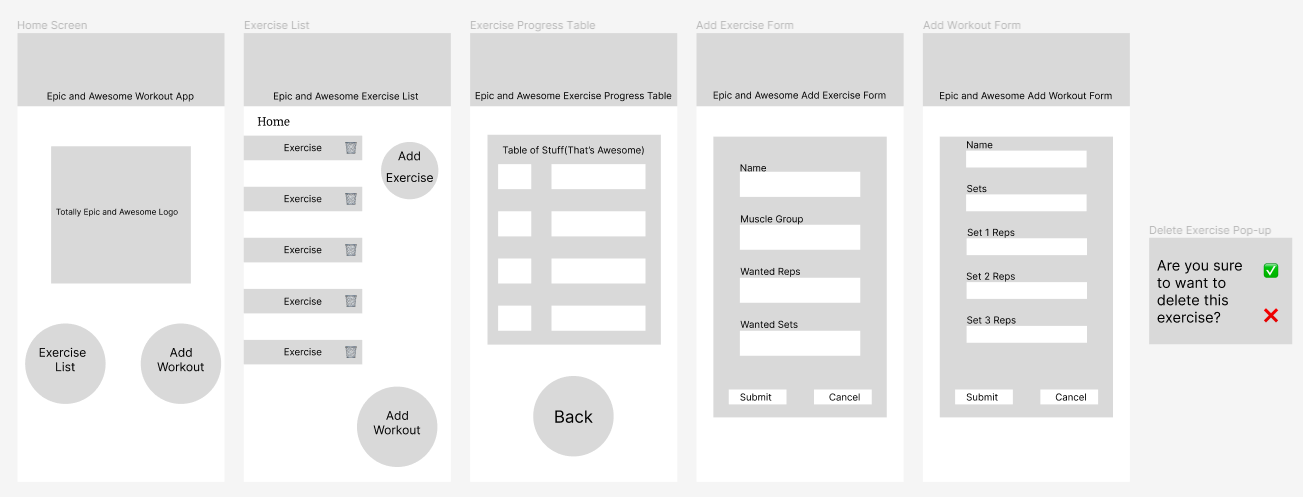 Home Screen
Epic and Awesome Workout App
Totally Epic and Awesome Logo
Exercise
List
Add
Workout
Exercise List
Epic and Awesome Exercise List
Home
Exercise
Exercise
Exercise
Exercise
Exercise
Add
Exercise
Add
Workout
Exercise Progress Table
Epic and Awesome Exercise Progress Table
Table of Stuff(That's Awesome)
Back
Add Exercise Form
Epic and Awesome Add Exercise Form
Name
Muscle Group
Wanted Reps
Wanted Sets
Submit
Cancel
Add Workout Form
Epic and Awesome Add Workout Form
Name
Sets
Set 1 Reps
Set 2 Reps
Set 3 Reps
Submit
Cancel
Delete Exercise Pop-up
Are you sure
to want to
delete this
exercise?